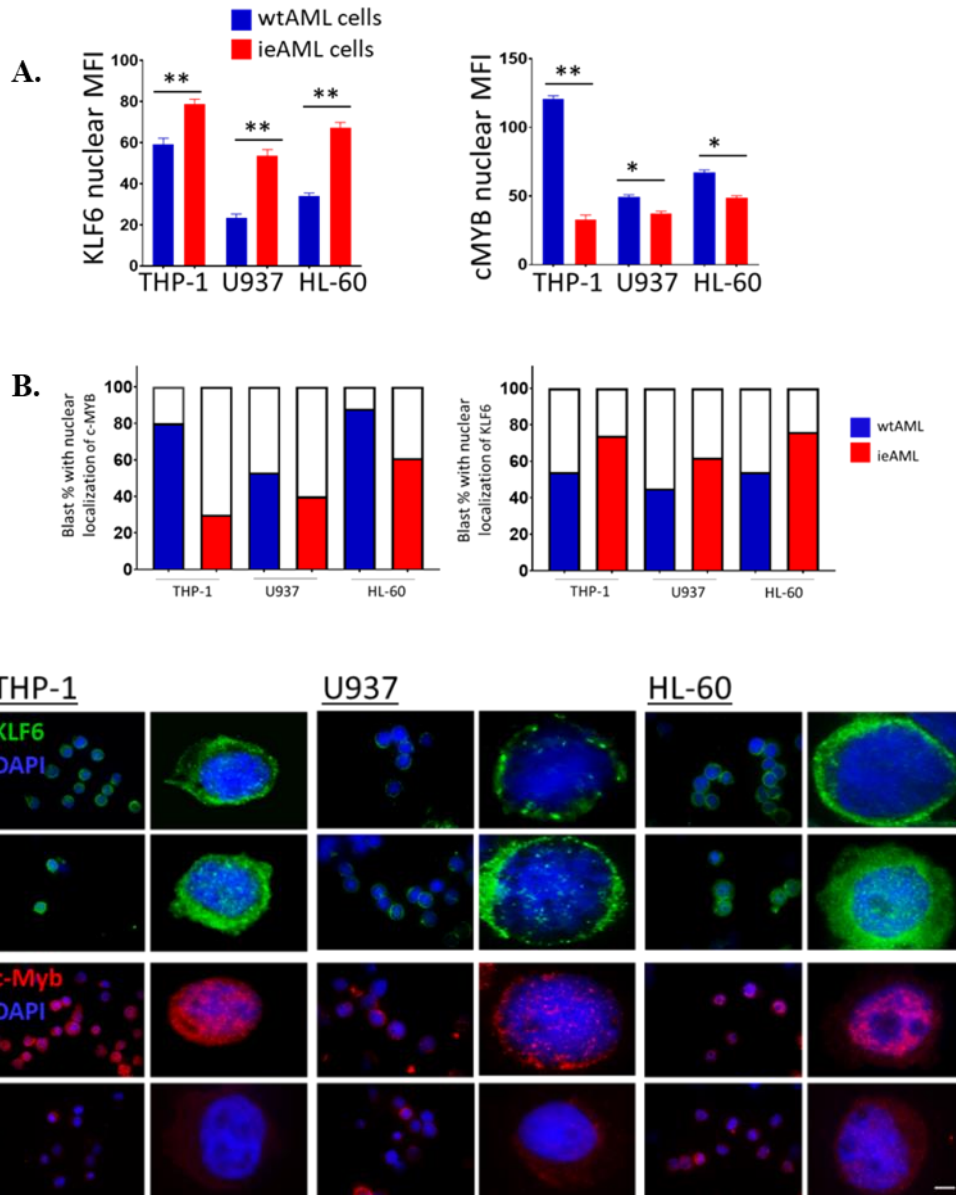 wtAML cells
ieAML cells
A.
KLF6 nuclear MFI
100
80
60
40
20
0
**
**
**
THP-1 U937 HL-60
cMYB nuclear MFI
150
100
50
0
**
*
*
THP-1 U937 HL-60
B.
Blast % with nuclear
localization of c-MYB
100
80
60
40
20
0
THP-1 U937 HL-60
Blast % with nuclear
localization of KLF6
100
80
60
40
20
0
THP-1 U937 HL-60
wtAML
ieAML
THP-1 U937 HL-60
KLF6
DAPI
c-Myb
DAPI